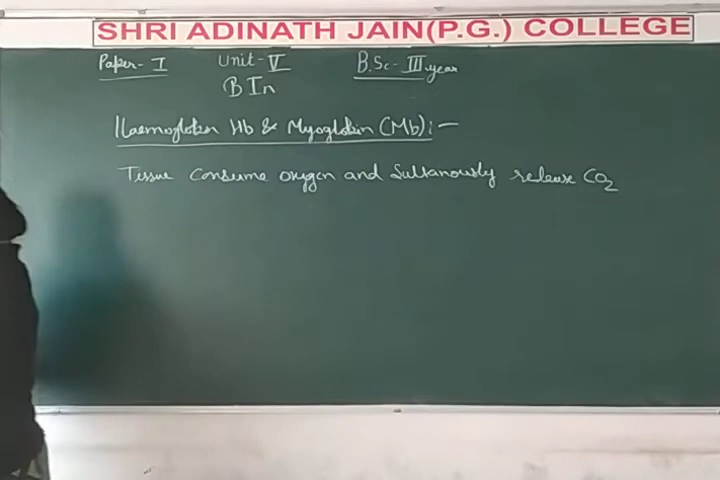 SHRI ADINATH JAIN(P.G.) COLLEGE
Paper- I Unit-V B.Sc- III year
B In
Haemoglobin Hb & Myoglobin (Mb):-
Tissue Consume oxygen and Sultanously release CO2